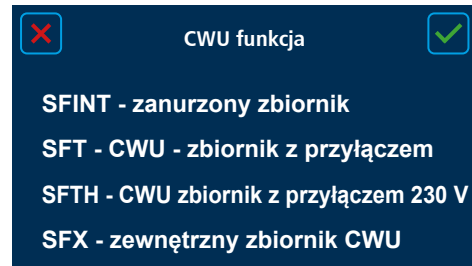 CWU funkcja
SFINT - zanurzony zbiornik
SFT - CWU - zbiornik z przyłączem
SFTH - CWU zbiornik z przyłączem 230 V
SFX - zewnętrzny zbiornik CWU